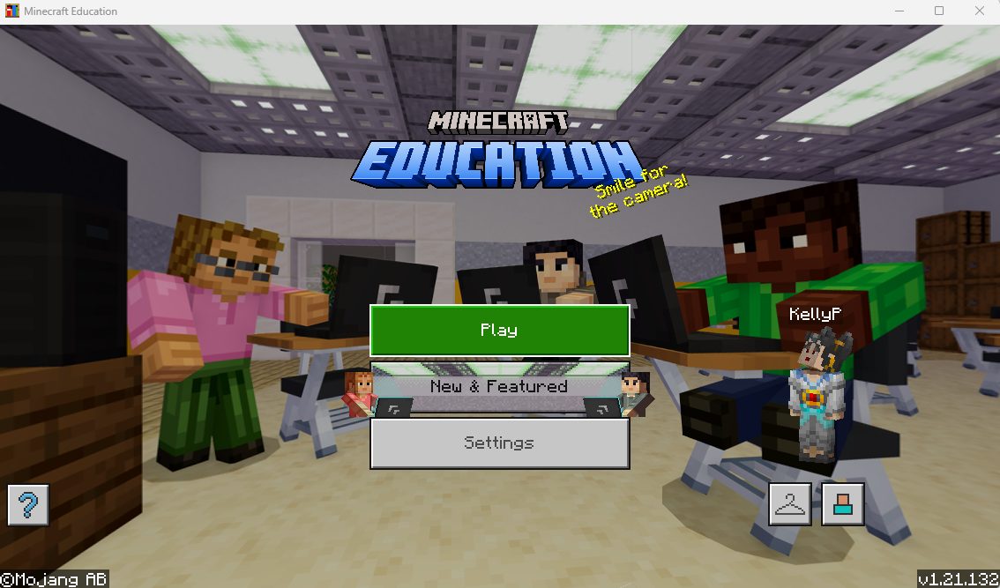 Minecraft Education
MINECRAFT
EDUCATION
Smile for
the camera!
KellyP
Play
New & Featured
Settings
?
©Mojang AB
v1.21.132